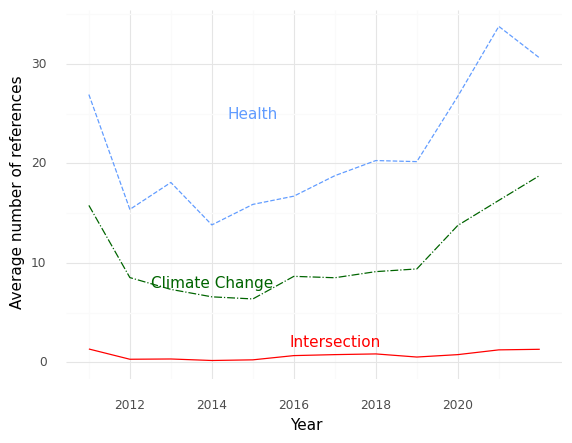 Average number of references
30
20
10
0
Health
Climate Change
Intersection
2012 2014 2016 2018 2020
Year